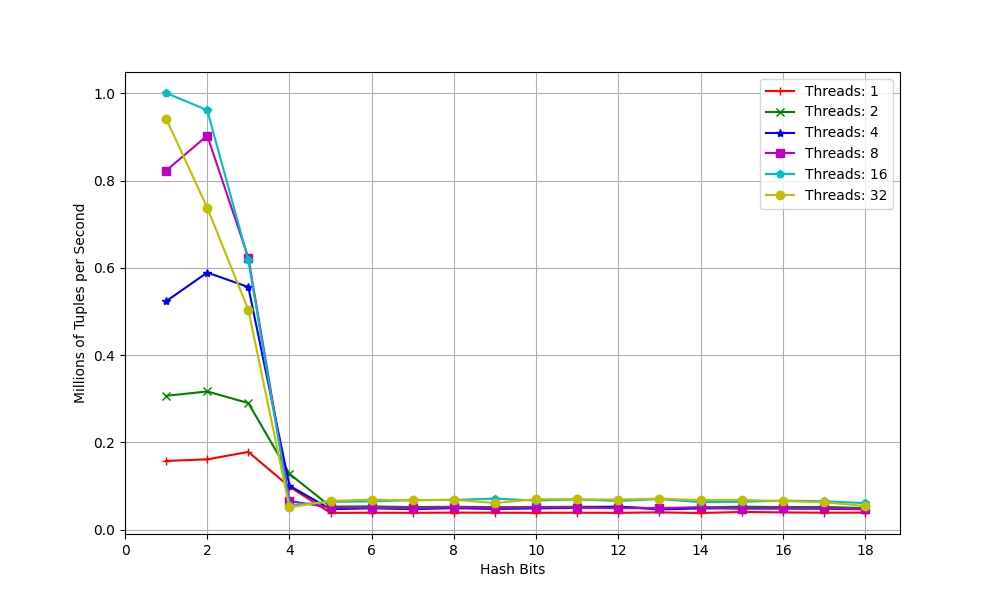 1.0
0.8
0.6
0.4
0.2
0.0
Millions of Tuples per Second
Threads: 1
Threads: 2
Threads: 4
Threads: 8
Threads: 16
Threads: 32
0 2 4 6 8 10 12 14 16 18
Hash Bits